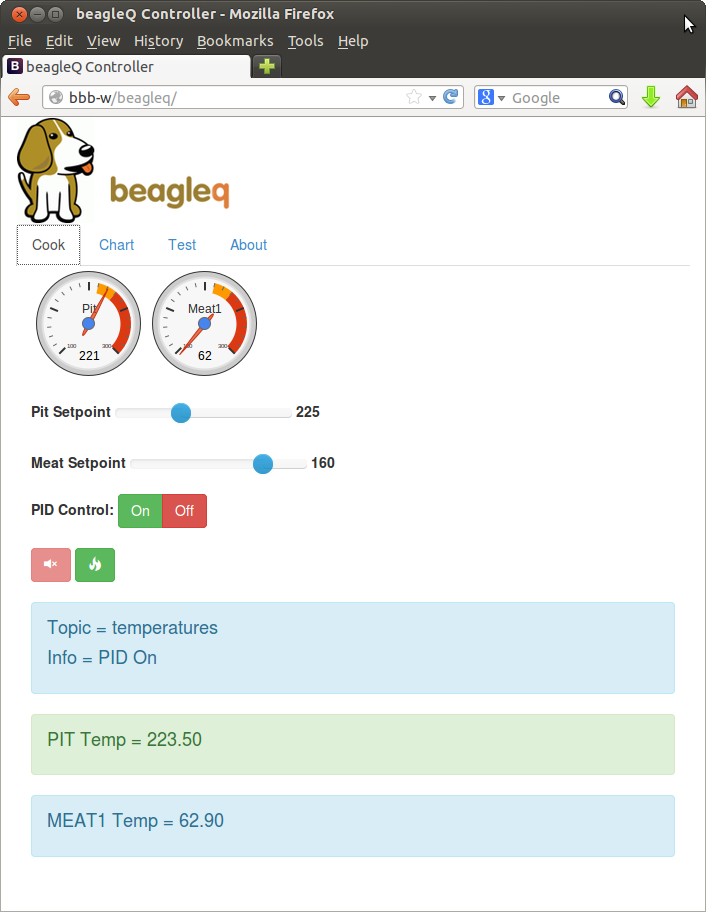 beagleQ Controller - Mozilla Firefox
File Edit View History Bookmarks Tools Help
B beagleQ Controller
bbb-w/beagleq/ 8 Google
beagleq
Cook Chart Test About
Pit Meat1
100 300 100 300
221 62
Pit Setpoint 225
Meat Setpoint 160
PID Control: On Off
Topic = temperatures
Info = PID On
PIT Temp = 223.50
MEAT1 Temp = 62.90